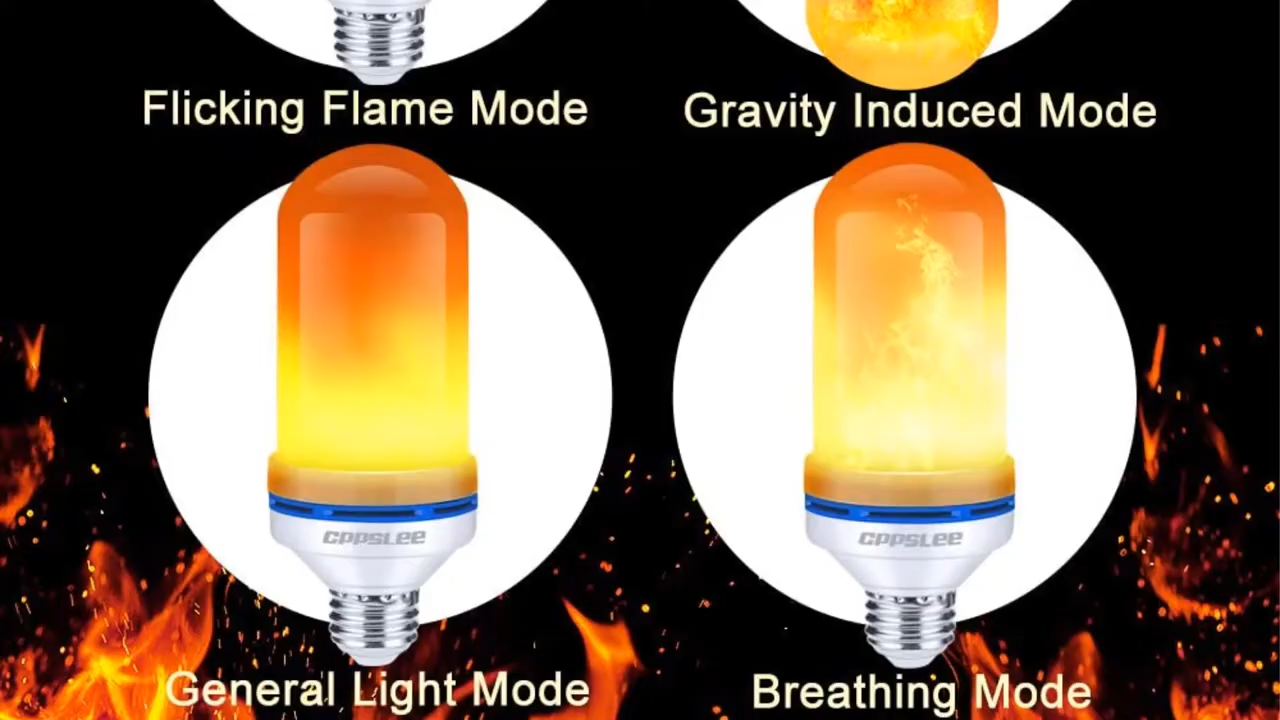 Flicking Flame Mode
Gravity Induced Mode
CPPSLEE
CPPSLEE
General Light Mode
Breathing Mode